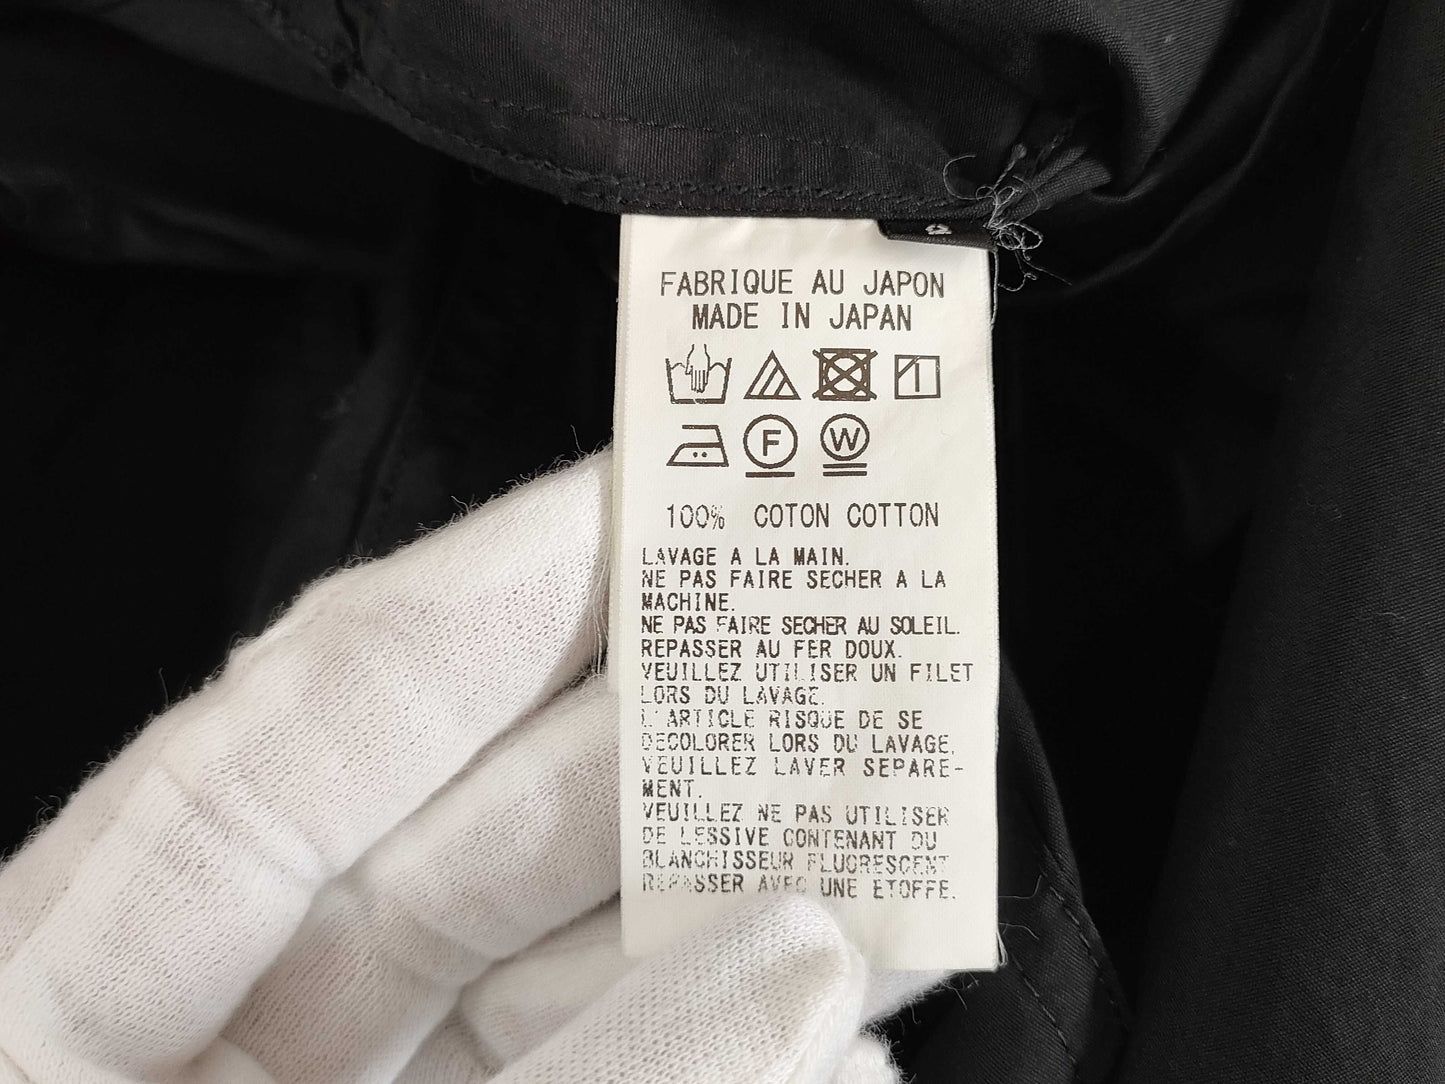 FABRIQUE AU JAPON
MADE IN JAPAN
F W
100% COTON COTTON
LAVAGE A LA MAIN.
NE PAS FAIRE SECHER A LA
MACHINE.
NE PAS FAIRE SECHER AU SOLEIL.
REPASSER AU FER DOUX.
VEUILLEZ UTILISER UN FILET
LORS DU LAVAGE.
L'ARTICLE RISQUE DE SE
DECOLORER LORS DU LAVAGE.
VEUILLEZ LAVER SEPARE-
MENT.
VEUILLEZ NE PAS UTILISER
DE LESSIVE CONTENANT DU
BLANCHISSEUR FLUORESCENT
REPASSER AVEC UNE ETOFFE.